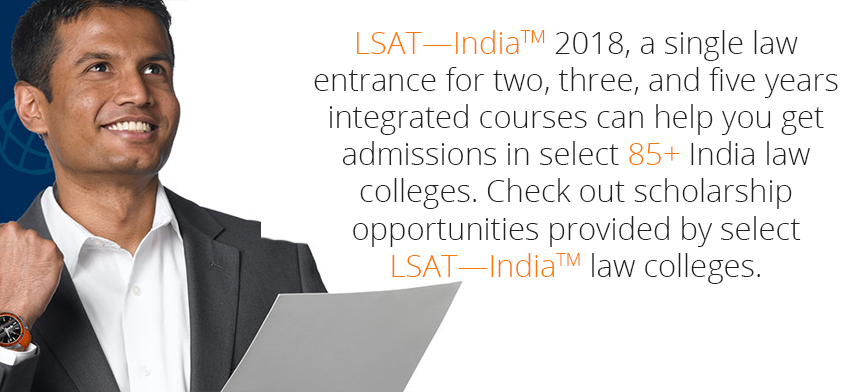 LSAT—India™ 2018, a single law
entrance for two, three, and five years
integrated courses can help you get
admissions in select 85+ India law
colleges. Check out scholarship
opportunities provided by select
LSAT—India™ law colleges.